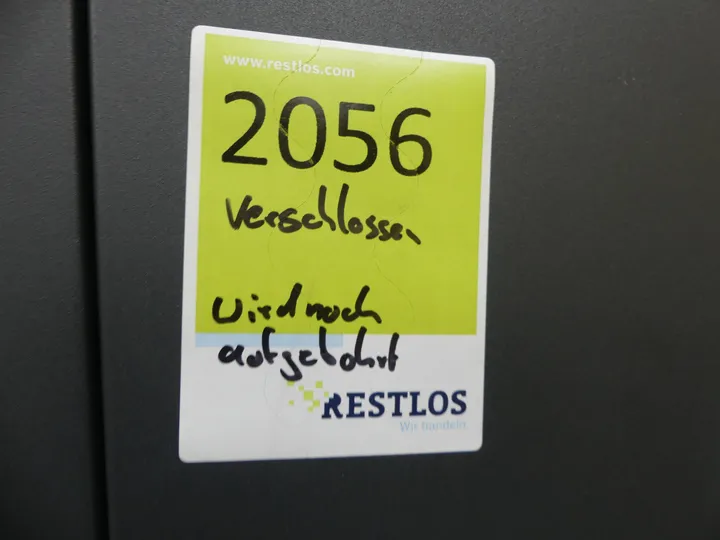 www.restlos.com
2056
Verschlossen
wird noch
aufgebohrt
RESTLOS
Wir handeln.